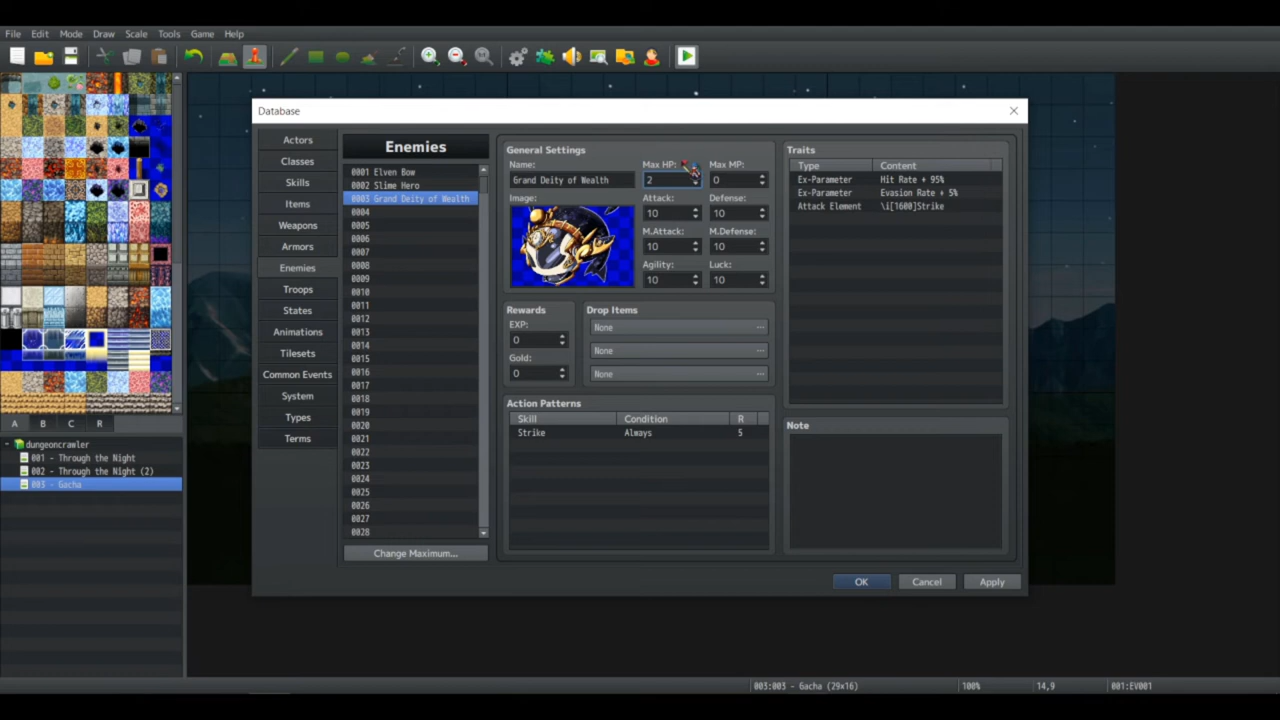 File Edit Mode Draw Scale Tools Game Help
Database
Actors
Classes
Skills
Items
Weapons
Armors
Enemies
Troops
States
Animations
Tilesets
Common Events
System
Types
Terms
Enemies
0001 Elven Bow
0002 Slime Hero
0003 Grand Deity of Wealth
0004
0005
0006
0007
0008
0009
0010
0011
0012
0013
0014
0015
0016
0017
0018
0019
0020
0021
0022
0023
0024
0025
0026
0027
0028
Change Maximum...
General Settings
Name: Max HP: Max MP:
Grand Deity of Wealth 2 0
Image: Attack: Defense:
10 10
M.Attack: M.Defense:
10 10
Agility: Luck:
10 10
Rewards
EXP:
0
Gold:
0
Drop Items
None ...
None ...
None ...
Action Patterns
Skill Condition R
Strike Always 5
Traits
Type Content
Ex-Parameter Hit Rate + 95%
Ex-Parameter Evasion Rate + 5%
Attack Element \i[1600]Strike
Note
OK Cancel Apply
A B C R
dungeoncrawler
001 - Through the Night
002 - Through the Night (2)
003 - Gacha
003:003 - Gacha (29x16) 100% 14,9 001:EV001